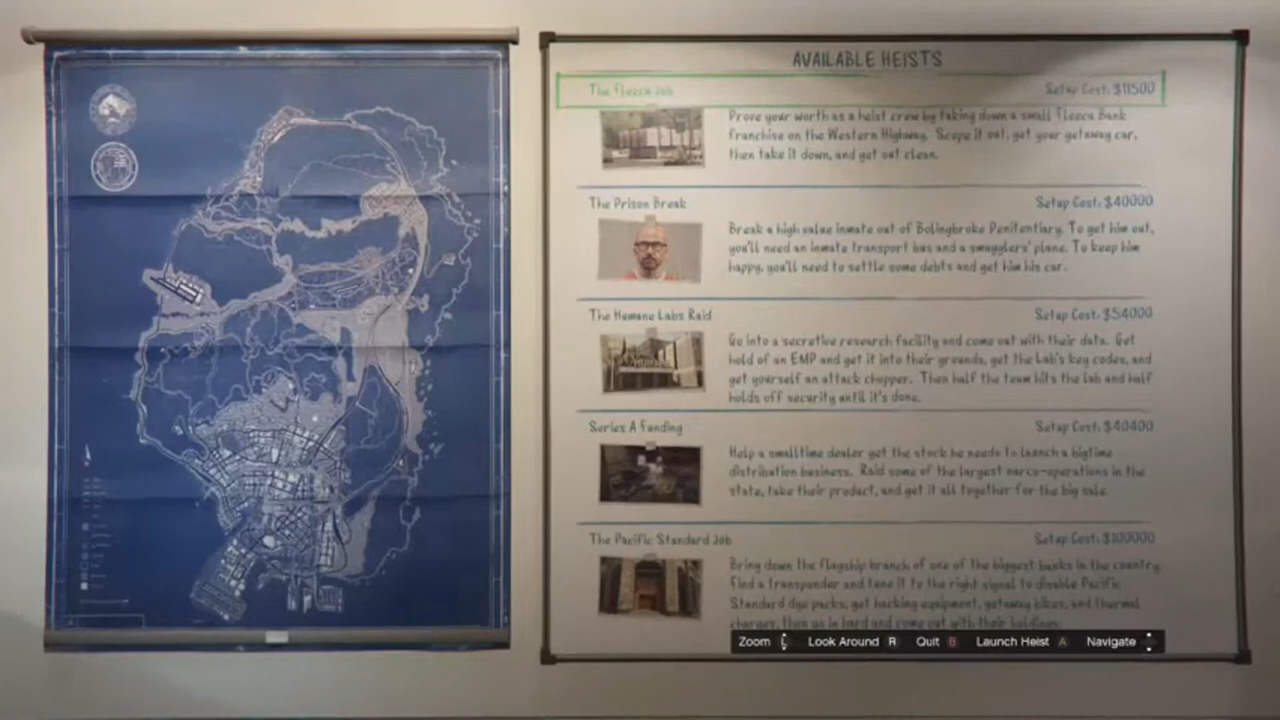 AVAILABLE HEISTS
The Fleeca Job
Setup Cost: $11500
Prove your worth as a heist crew by taking down a small Fleeca Bank
franchise on the Western Highway. Scope it out, get your getaway car,
then take it down, and get out clean.
The Prison Break
Setup Cost: $40000
Break a high value inmate out of Bolingbroke Penitentiary. To get him out,
you'll need an inmate transport bus and a smugglers' plane. To keep him
happy, you'll need to settle some debts and get him his car.
The Humane Labs Raid
Setup Cost: $54000
Go into a secretive research facility and come out with their data. Get
hold of an EMP and get it into their grounds, get the Lab's key codes, and
get yourself an attack chopper. Then half the team hits the lab and half
holds off security until it's done.
Series A Funding
Setup Cost: $40400
Help a smalltime dealer get the stock he needs to launch a bigtime
distribution business. Raid some of the largest narco-operations in the
state, take their product, and get it all together for the big sale.
The Pacific Standard Job
Setup Cost: $100000
Bring down the flagship branch of one of the biggest banks in the country.
Find a transponder and tune it to the right signal to disable Pacific
Standard dye packs, get hacking equipment, getaway bikes, and thermal
charges, then go in hard and come out with their holdings.
Zoom L Look Around R Quit B Launch Heist A Navigate